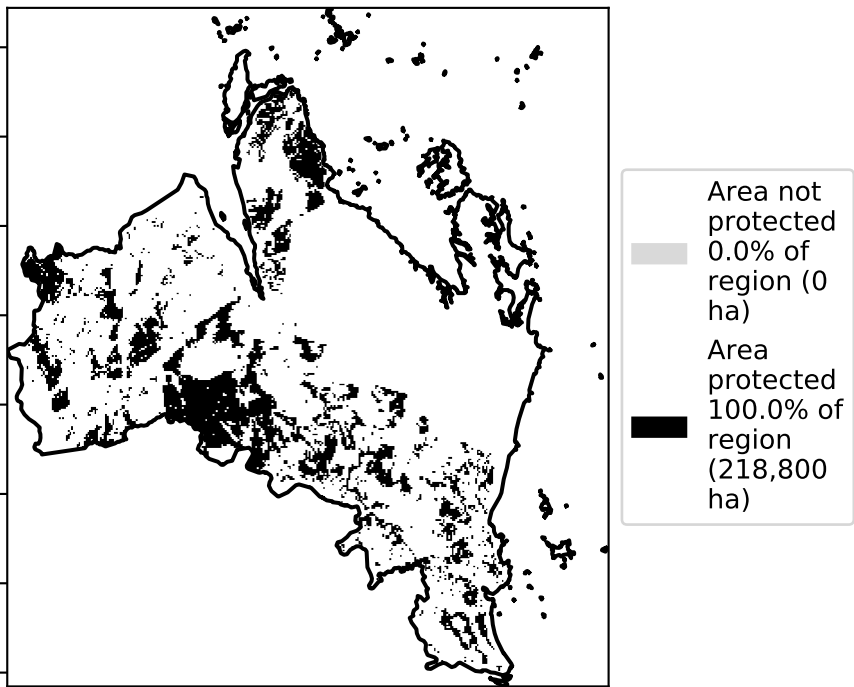 Area not
protected
0.0% of
region (0
ha)
Area
protected
100.0% of
region
(218,800
ha)